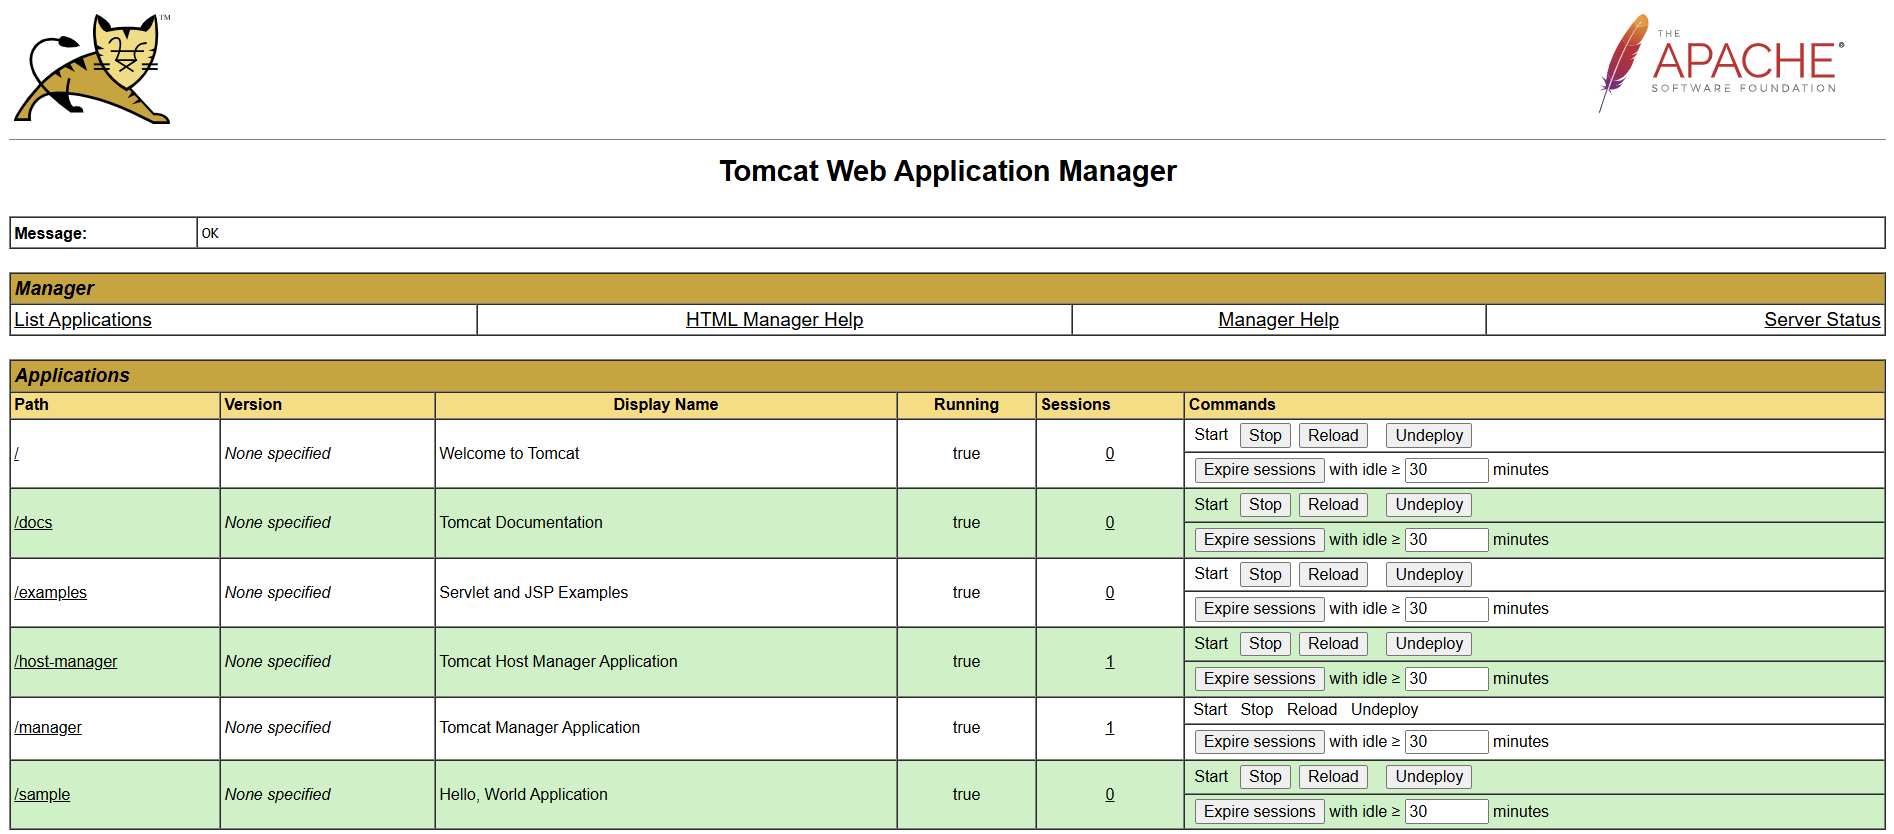 TM
THE
APACHE®
SOFTWARE FOUNDATION
Tomcat Web Application Manager
Message: OK
Manager
List Applications HTML Manager Help Manager Help Server Status
Applications
Path Version Display Name Running Sessions Commands
/ None specified Welcome to Tomcat true 0 Start Stop Reload Undeploy
Expire sessions with idle ≥ 30 minutes
/docs None specified Tomcat Documentation true 0 Start Stop Reload Undeploy
Expire sessions with idle ≥ 30 minutes
/examples None specified Servlet and JSP Examples true 0 Start Stop Reload Undeploy
Expire sessions with idle ≥ 30 minutes
/host-manager None specified Tomcat Host Manager Application true 1 Start Stop Reload Undeploy
Expire sessions with idle ≥ 30 minutes
/manager None specified Tomcat Manager Application true 1 Start Stop Reload Undeploy
Expire sessions with idle ≥ 30 minutes
/sample None specified Hello, World Application true 0 Start Stop Reload Undeploy
Expire sessions with idle ≥ 30 minutes